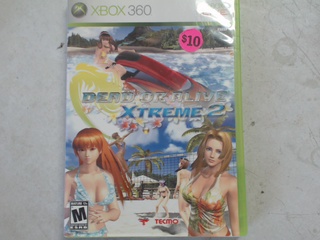 XBOX 360
$10
DEAD OR ALIVE
XTREME 2
M
TECMO